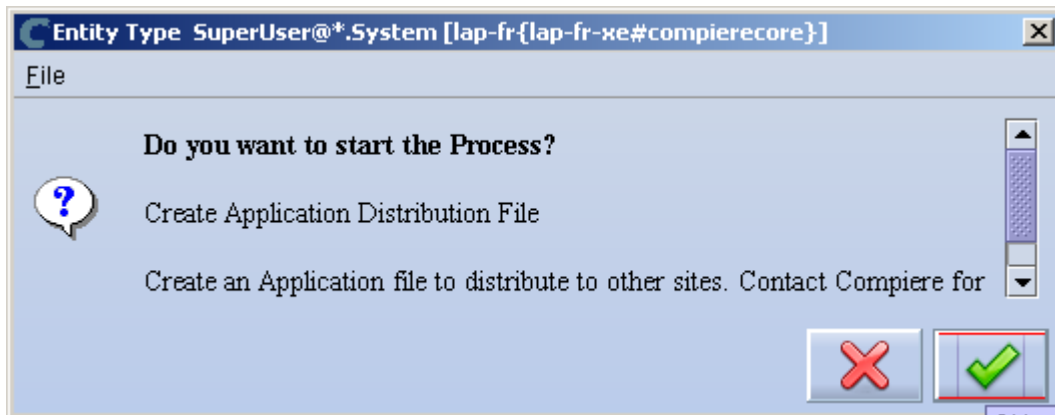 Entity Type SuperUser@*.System [lap-fr{lap-fr-xe#compierecore}]
File
Do you want to start the Process?
Create Application Distribution File
Create an Application file to distribute to other sites. Contact Compiere for